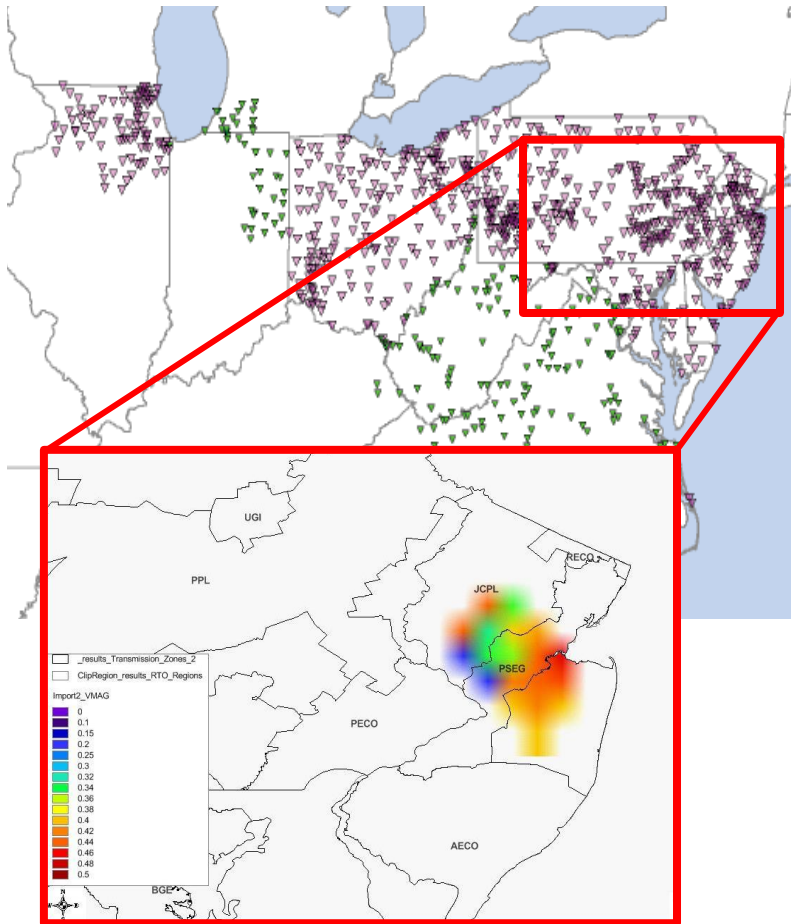 UGI
RECO
PPL
JCPL
_results_Transmission_Zones_2
ClipRegion_results_RTO_Regions
PSEG
Import2_VMAG
0
0.1
0.15
0.2
0.25
0.3
0.32
0.34
0.36
0.38
0.4
0.42
0.44
0.46
0.48
0.5
PECO
AECO
BGE
N
W
E
S